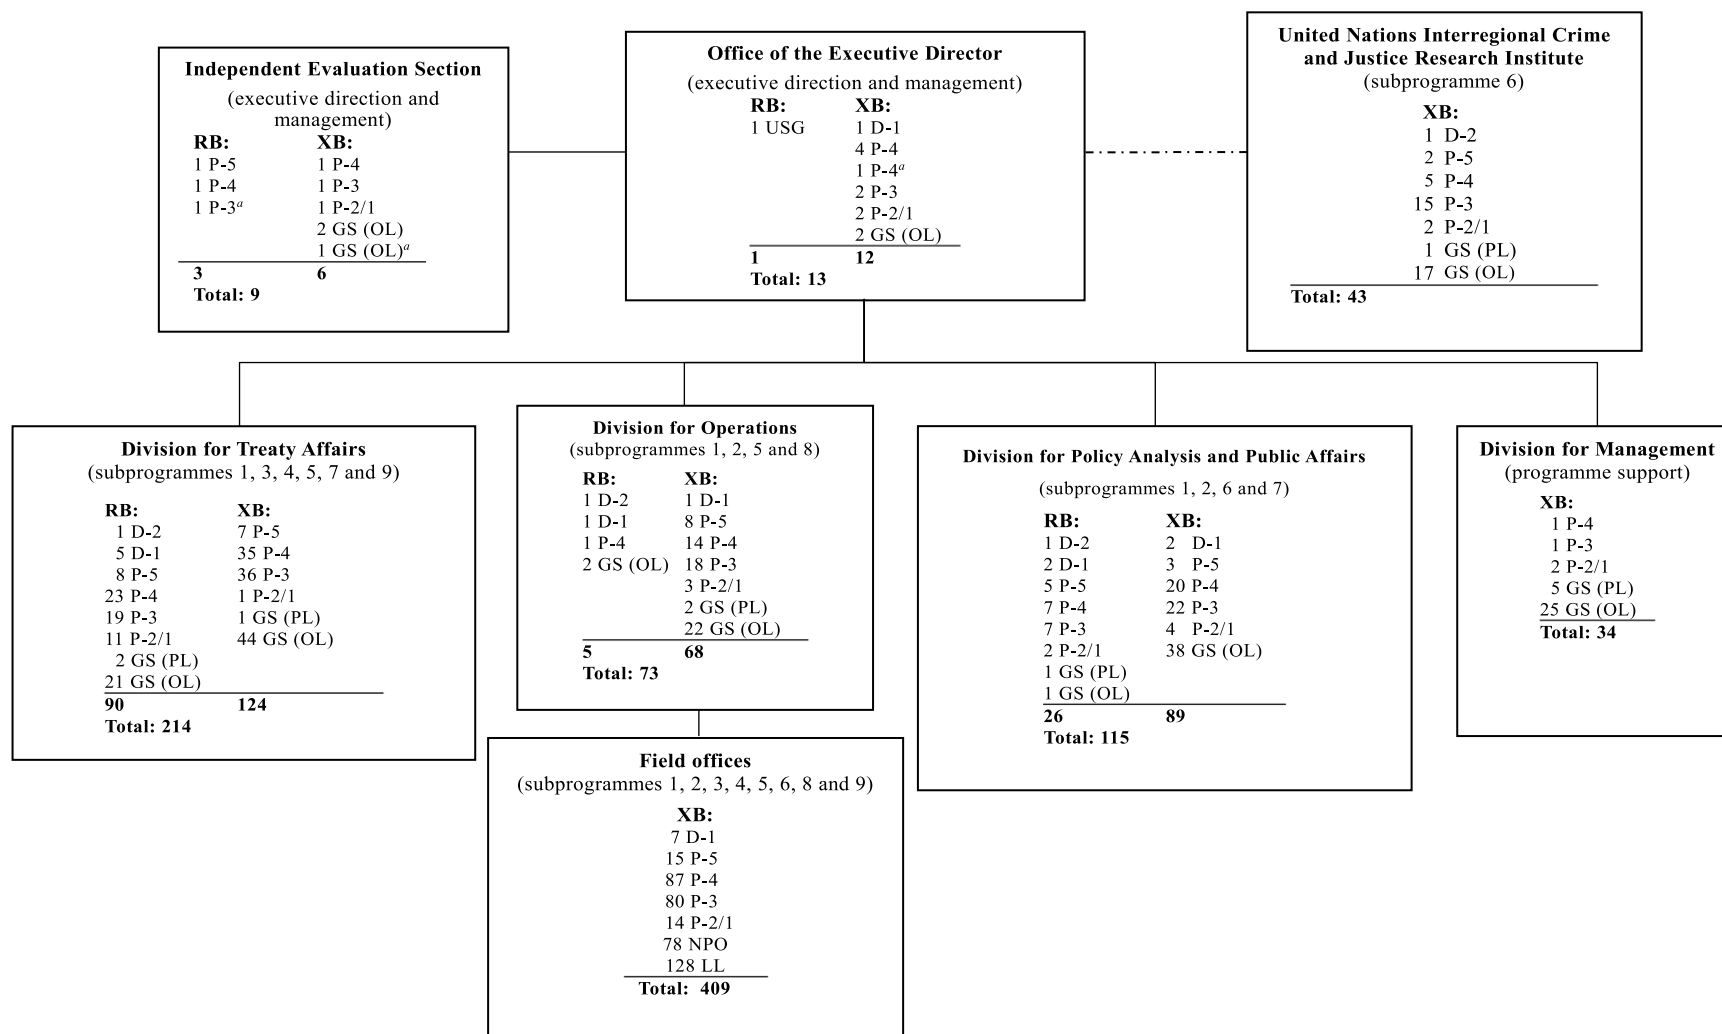 Independent Evaluation Section
(executive direction and
management)
RB: XB:
1 P-5 1 P-4
1 P-4 1 P-3
1 P-3a 1 P-2/1
2 GS (OL)
1 GS (OL)a
3 6
Total: 9
Office of the Executive Director
(executive direction and management)
RB: XB:
1 USG 1 D-1
4 P-4
1 P-4a
2 P-3
2 P-2/1
2 GS (OL)
1 12
Total: 13
United Nations Interregional Crime
and Justice Research Institute
(subprogramme 6)
XB:
1 D-2
2 P-5
5 P-4
15 P-3
2 P-2/1
1 GS (PL)
17 GS (OL)
Total: 43
Division for Treaty Affairs
(subprogrammes 1, 3, 4, 5, 7 and 9)
RB: XB:
1 D-2 7 P-5
5 D-1 35 P-4
8 P-5 36 P-3
23 P-4 1 P-2/1
19 P-3 1 GS (PL)
11 P-2/1 44 GS (OL)
2 GS (PL)
21 GS (OL)
90 124
Total: 214
Division for Operations
(subprogrammes 1, 2, 5 and 8)
RB: XB:
1 D-2 1 D-1
1 D-1 8 P-5
1 P-4 14 P-4
2 GS (OL) 18 P-3
3 P-2/1
2 GS (PL)
22 GS (OL)
5 68
Total: 73
Division for Policy Analysis and Public Affairs
(subprogrammes 1, 2, 6 and 7)
RB: XB:
1 D-2 2 D-1
2 D-1 3 P-5
5 P-5 20 P-4
7 P-4 22 P-3
7 P-3 4 P-2/1
2 P-2/1 38 GS (OL)
1 GS (PL)
1 GS (OL)
26 89
Total: 115
Division for Management
(programme support)
XB:
1 P-4
1 P-3
2 P-2/1
5 GS (PL)
25 GS (OL)
Total: 34
Field offices
(subprogrammes 1, 2, 3, 4, 5, 6, 8 and 9)
XB:
7 D-1
15 P-5
87 P-4
80 P-3
14 P-2/1
78 NPO
128 LL
Total: 409